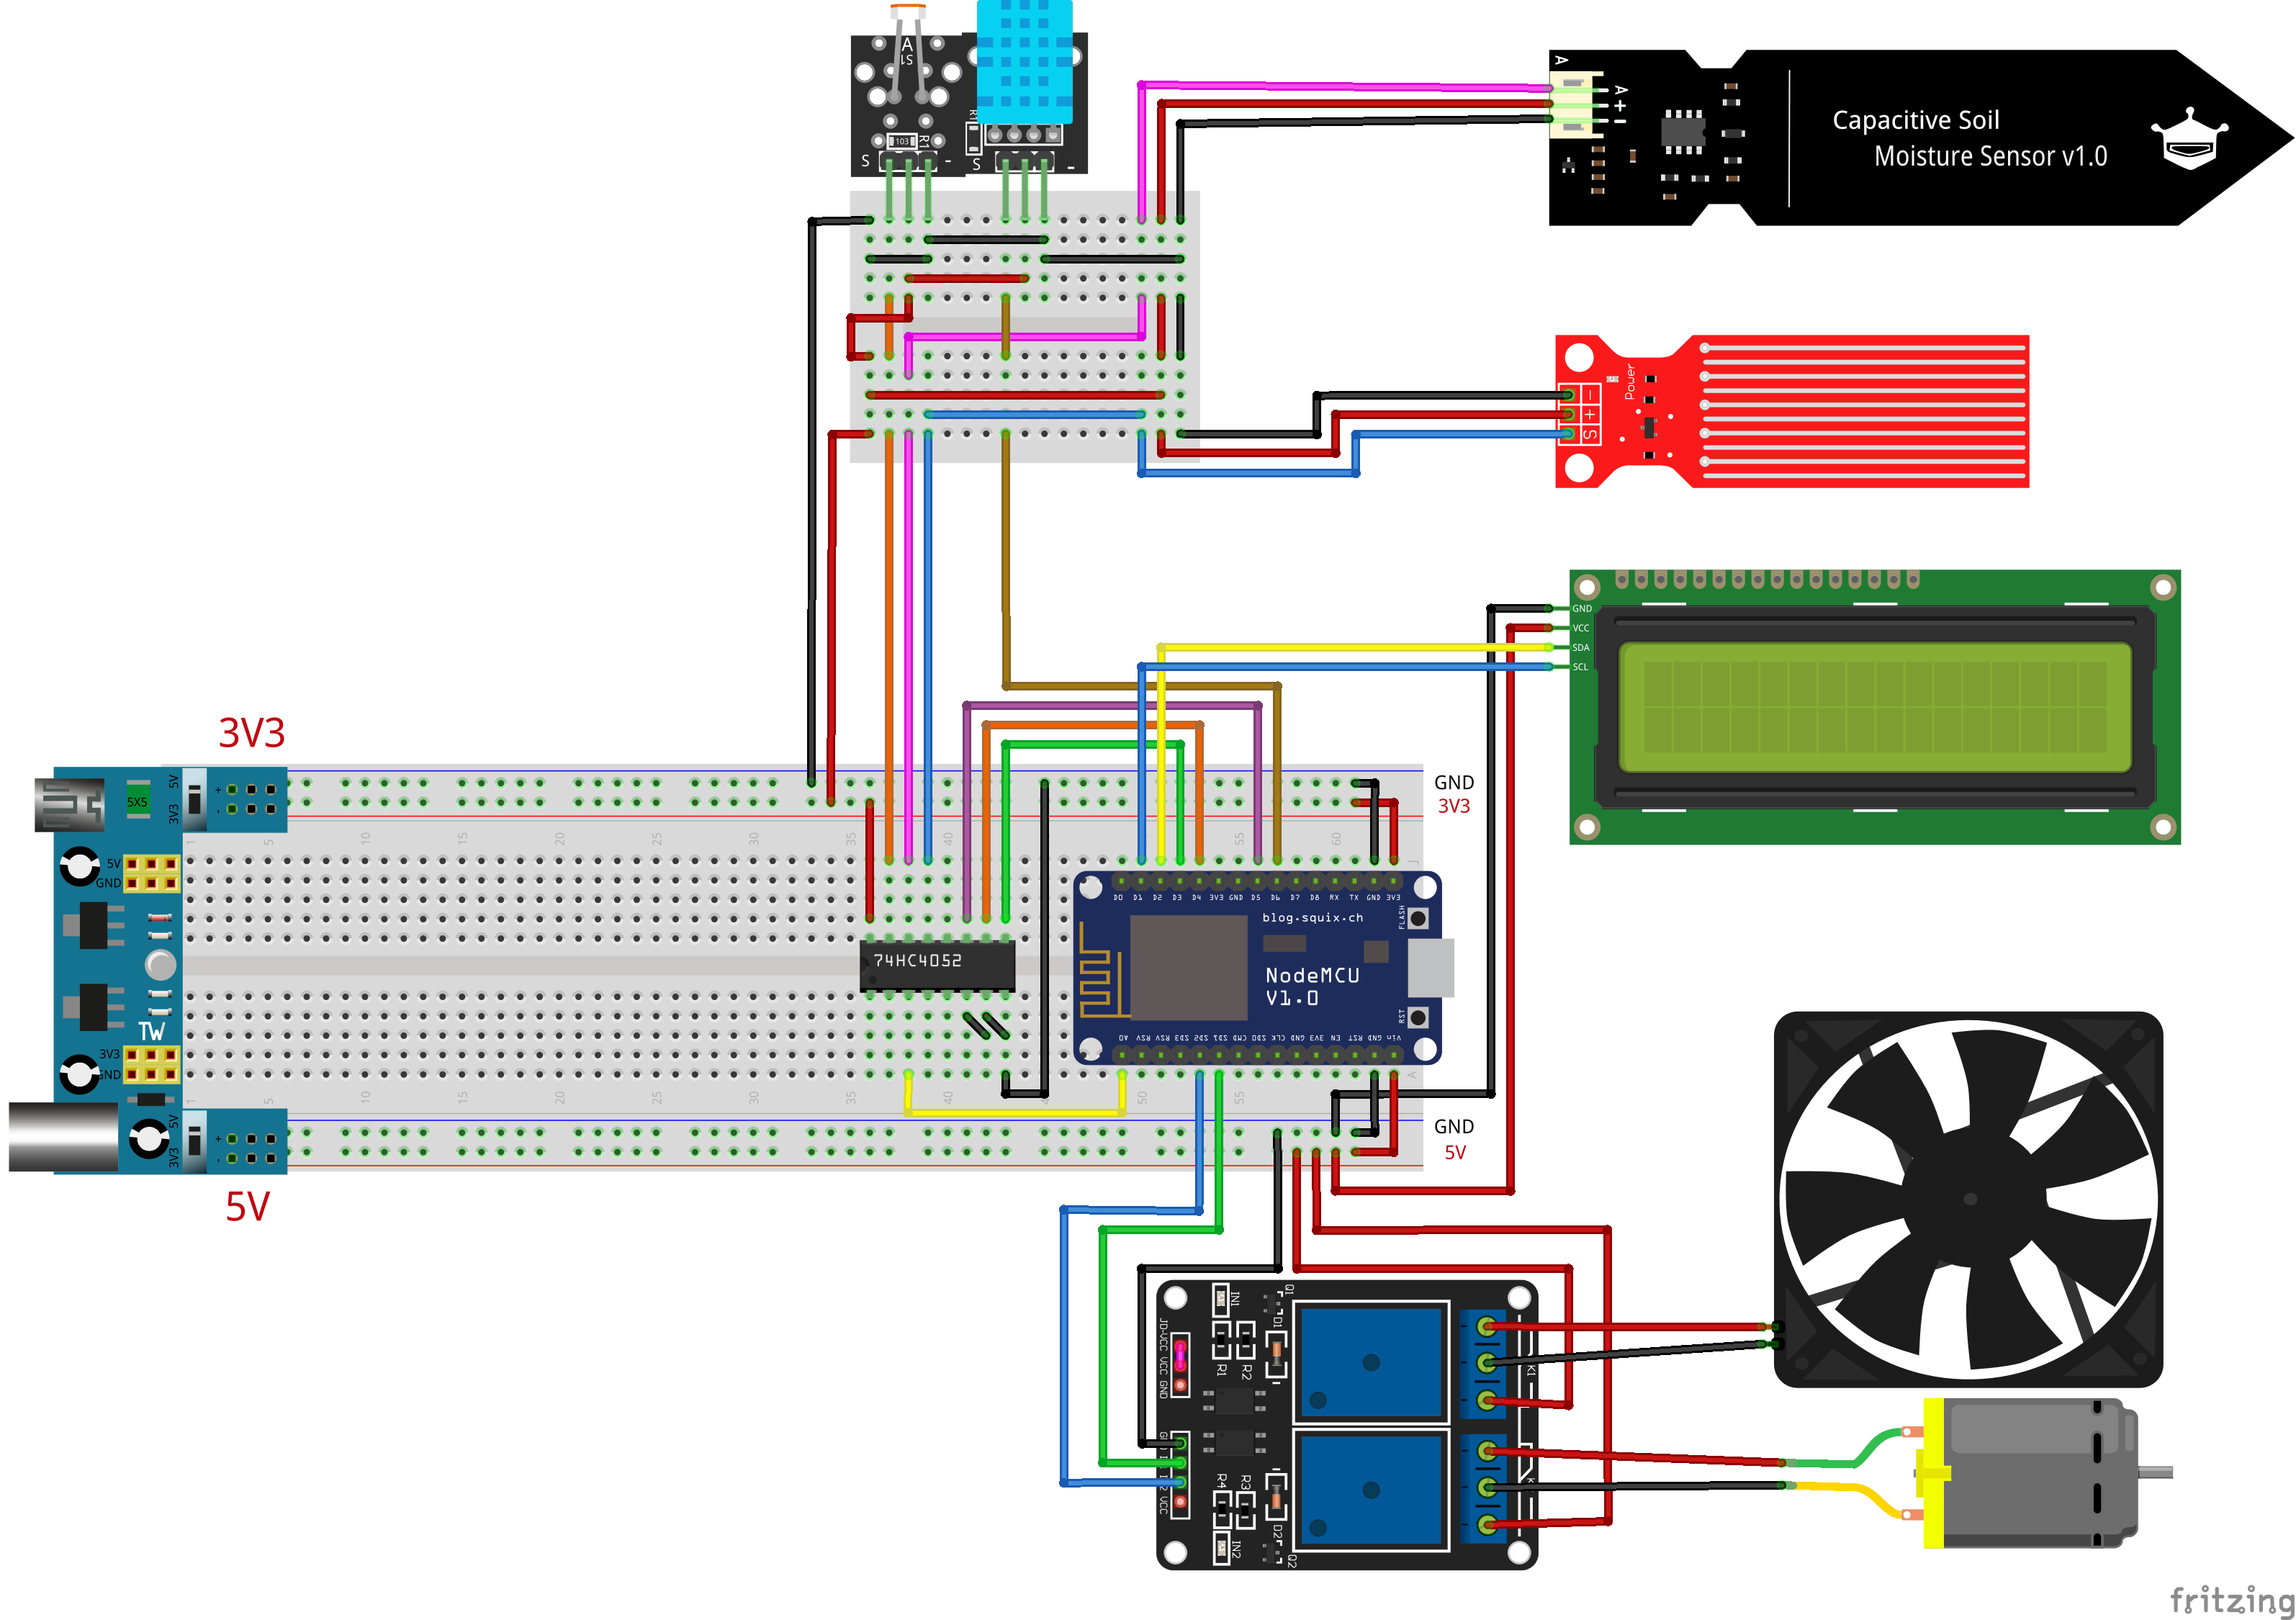 A
S1
103
R1
S
-
R1
S
-
A
A
+
-
Capacitive Soil
Moisture Sensor v1.0
Power
-
+
S
GND
VCC
SDA
SCL
3V3
5V
3V3
5X5
+
-
GND
3V3
1 5 10 15 20 25 30 35 40 50 55 60
J
5V
GND
D0 D1 D2 D3 D4 3V3 GND D5 D6 D7 D8 RX TX GND 3V3
blog.squix.ch
FLASH
74HC4052
NodeMCU
V1.0
RST
TW
A0 RSV RSV SD3 SD2 SD1 CMD SD0 CLK GND 3V3 EN RST GND Vin
3V3
GND
A
1 5 10 15 20 25 30 35 40 50 55
5V
3V3
+
-
GND
5V
5V
IN1
Q1
D1
JD-VCC VCC GND
R1
R2
K1
VCC
R4
R3
D2
IN2
Q2
fritzing